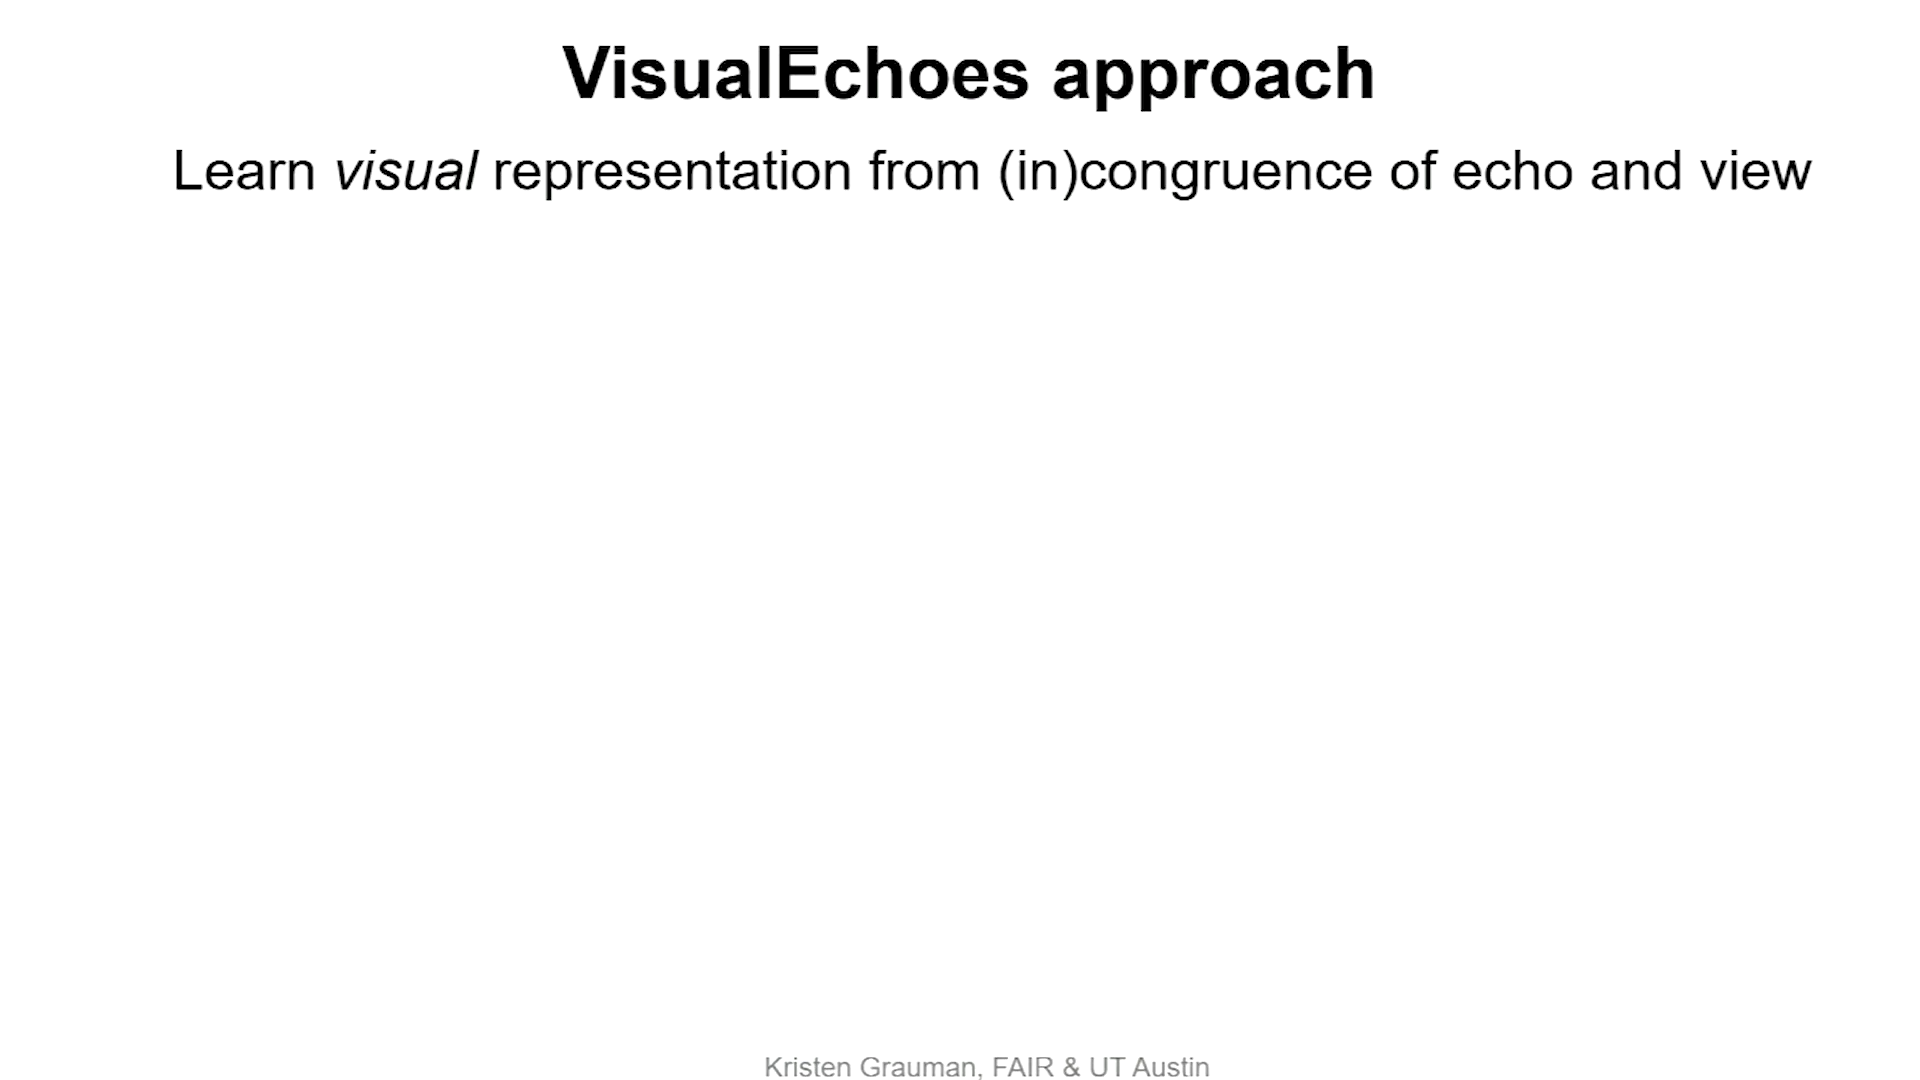 VisualEchoes approach
Learn visual representation from (in)congruence of echo and view
Kristen Grauman, FAIR & UT Austin